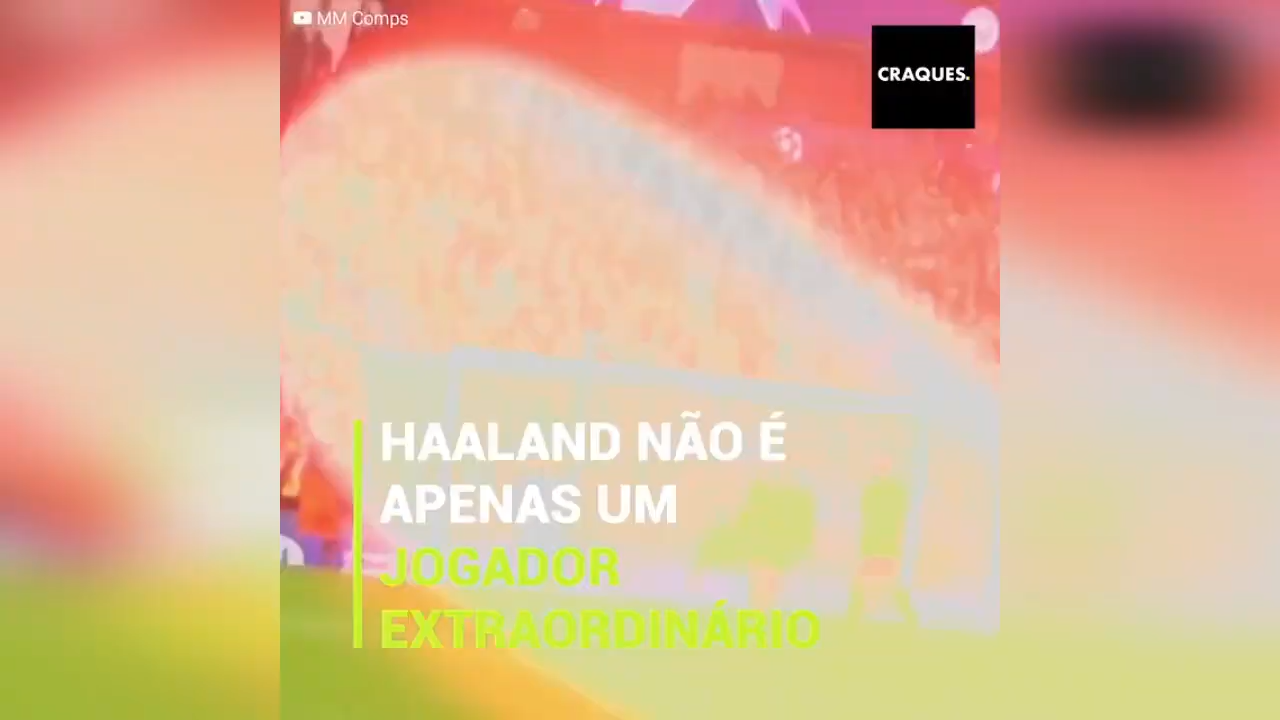 MM Comps
CRAQUES.
HAALAND NÃO É
APENAS UM
JOGADOR
EXTRAORDINÁRIO